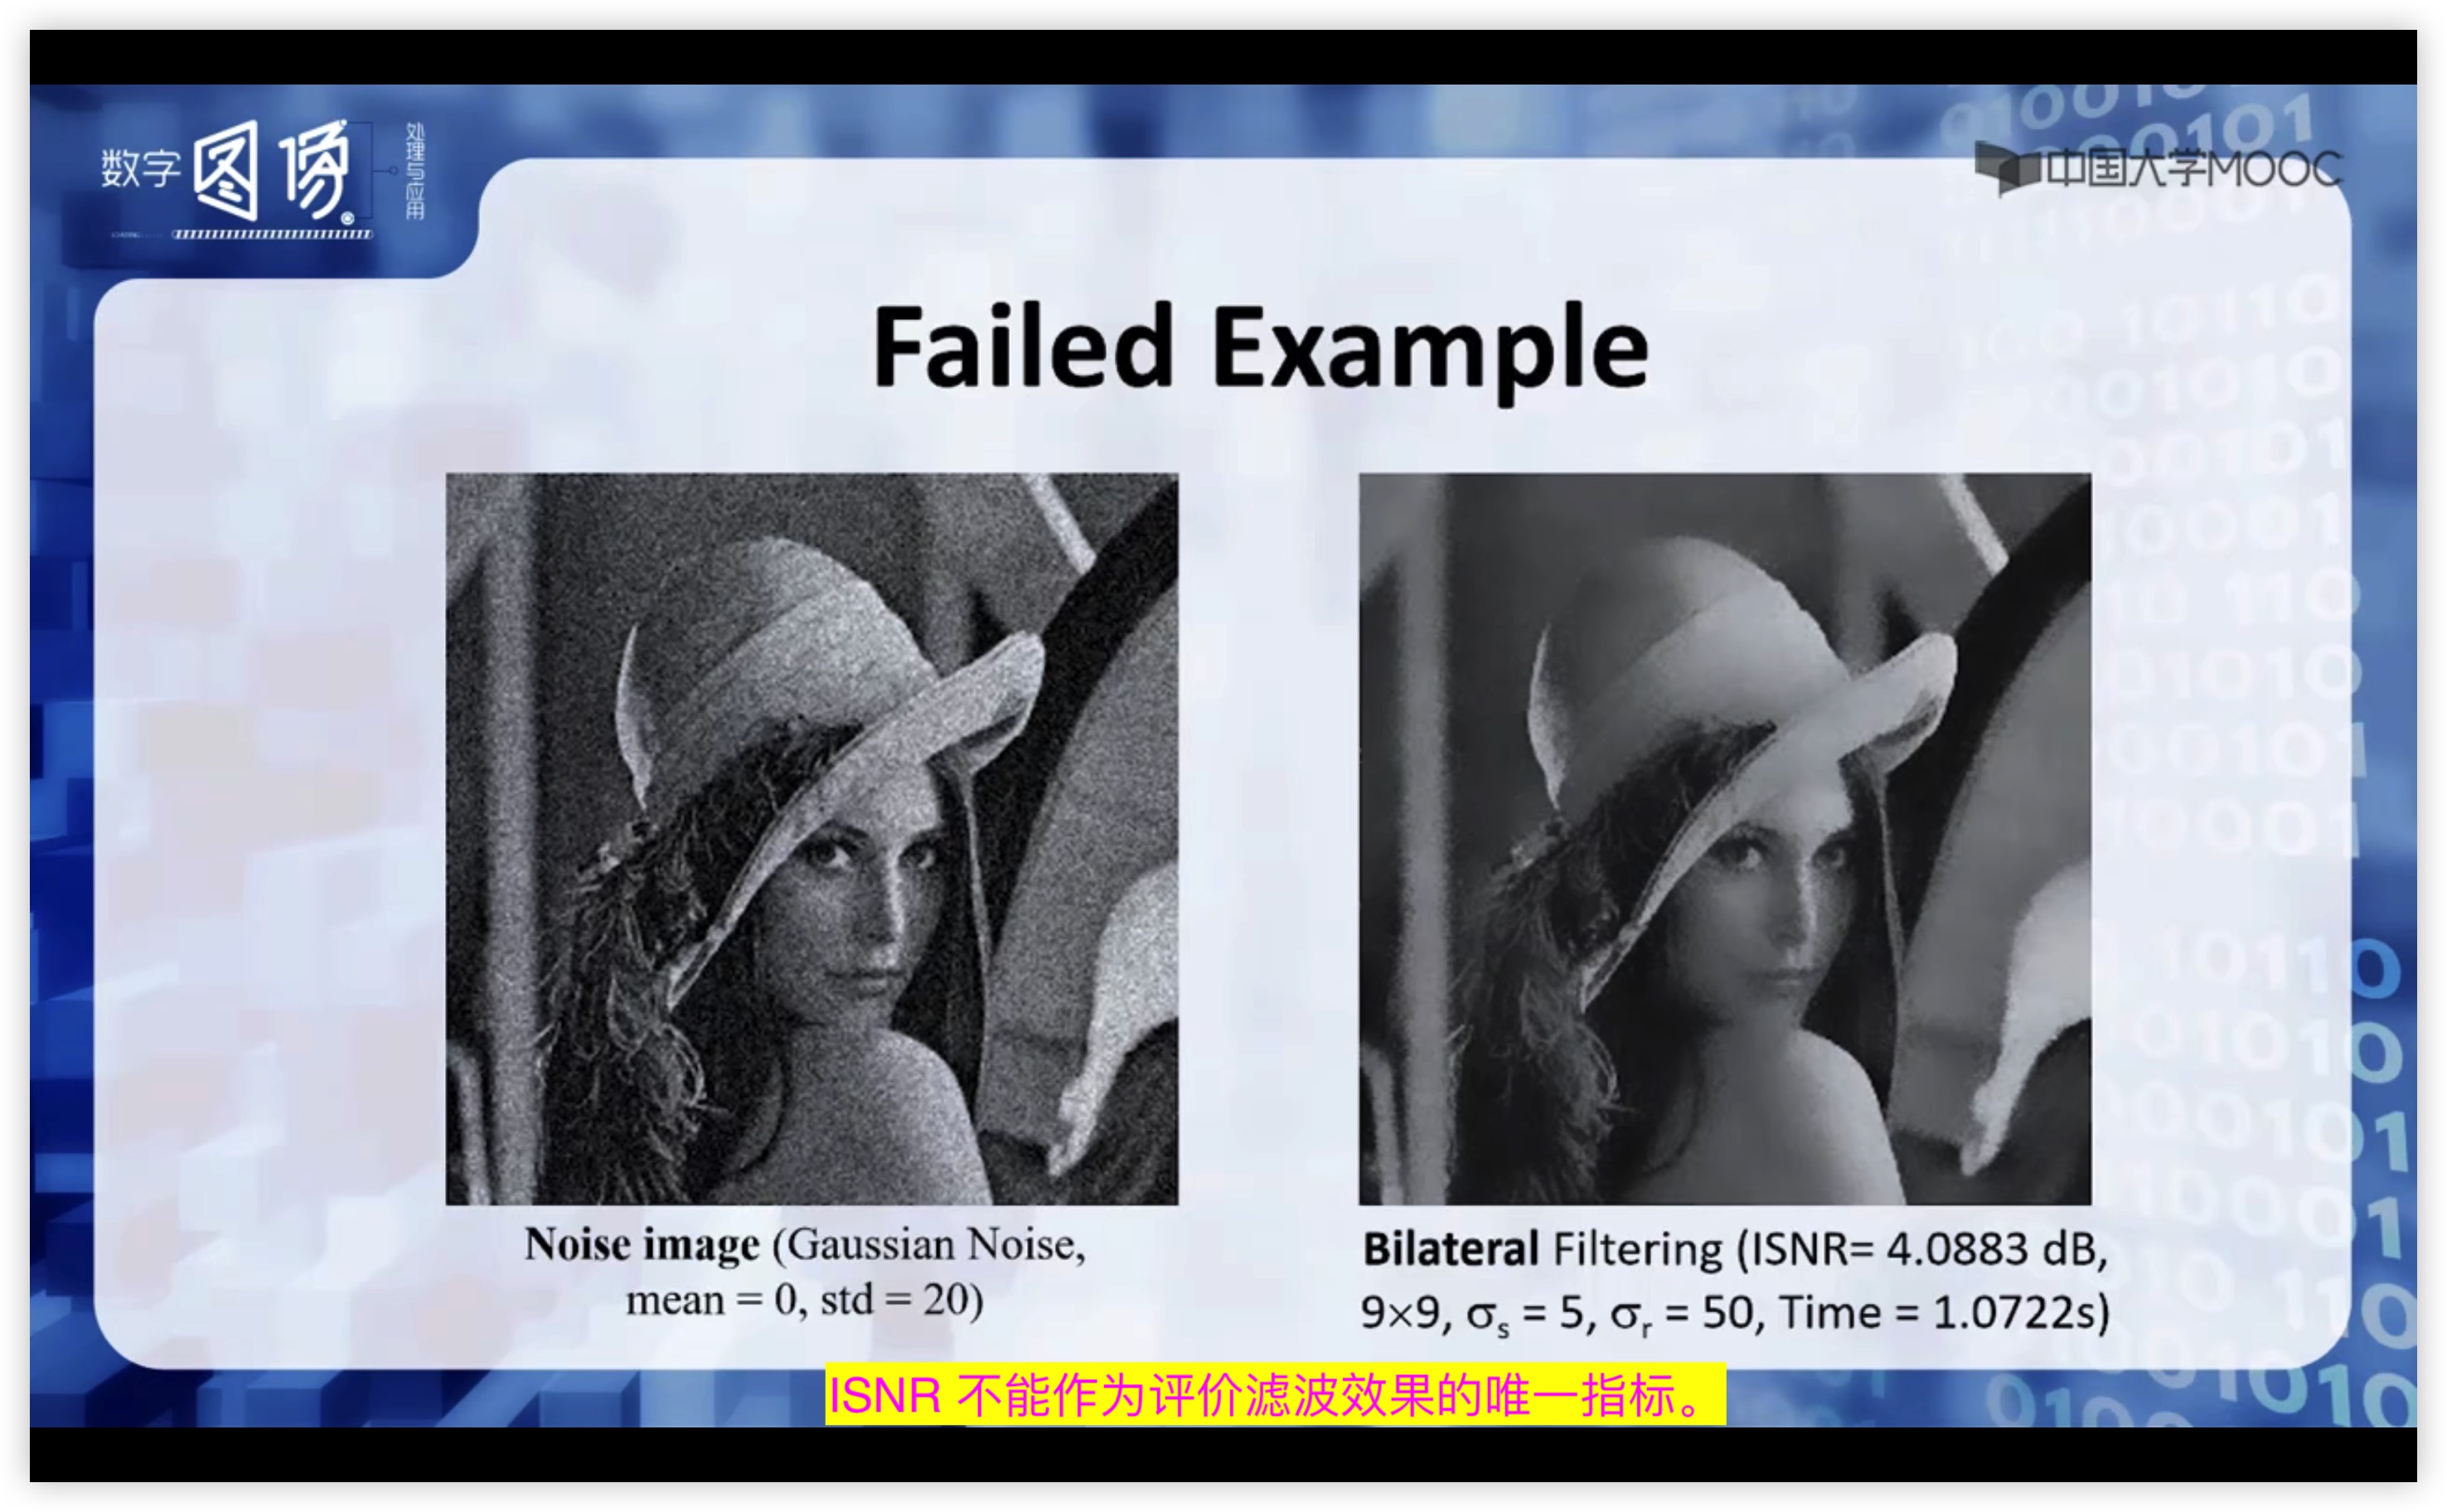 数字图像
处理与应用
中国大学MOOC
Failed Example
Noise image (Gaussian Noise,
mean = 0, std = 20)
Bilateral Filtering (ISNR= 4.0883 dB,
9×9, σs = 5, σr = 50, Time = 1.0722s)
ISNR 不能作为评价滤波效果的唯一指标。